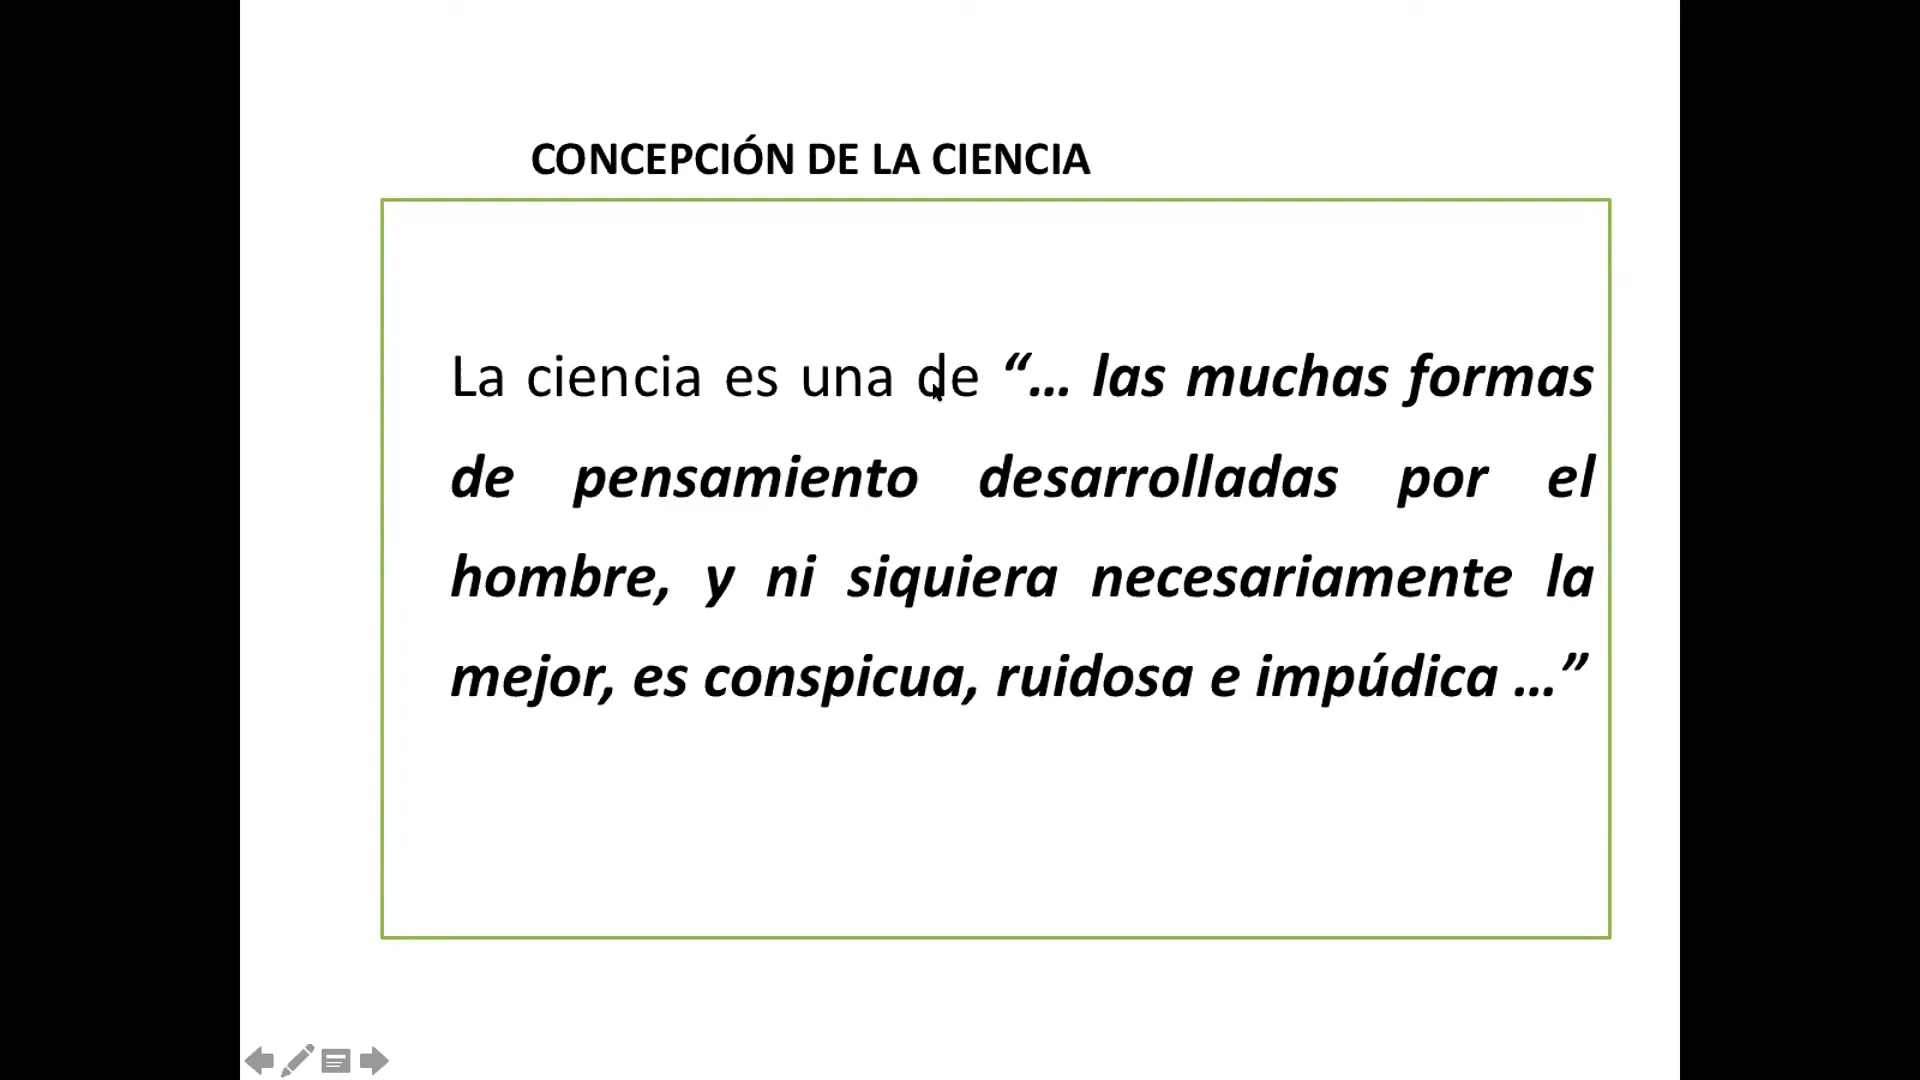 CONCEPCIÓN DE LA CIENCIA
La ciencia es una de “… las muchas formas
de pensamiento desarrolladas por el
hombre, y ni siquiera necesariamente la
mejor, es conspicua, ruidosa e impúdica …”